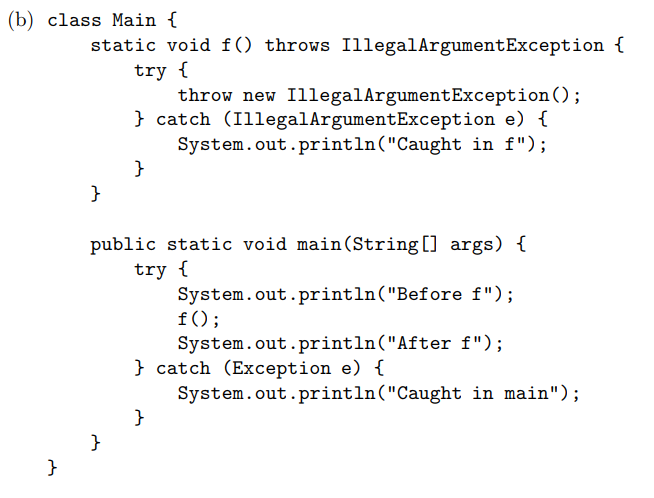 (b) class Main {
    static void f() throws IllegalArgumentException {
        try {
            throw new IllegalArgumentException();
        } catch (IllegalArgumentException e) {
            System.out.println("Caught in f");
        }
    }

    public static void main(String[] args) {
        try {
            System.out.println("Before f");
            f();
            System.out.println("After f");
        } catch (Exception e) {
            System.out.println("Caught in main");
        }
    }
}